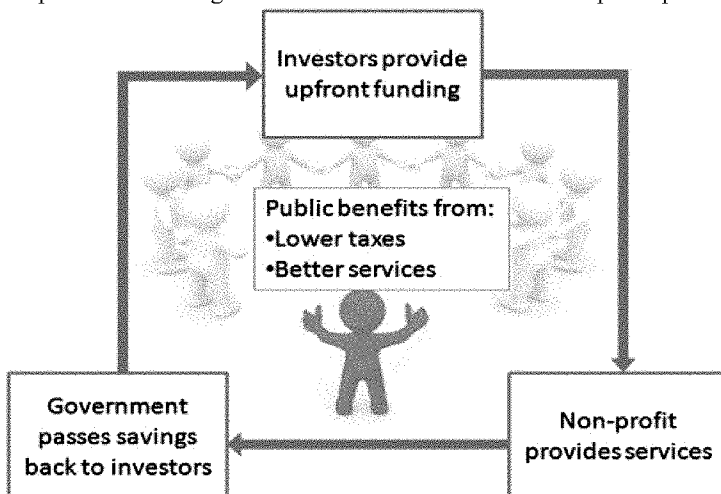 Investors provide
upfront funding
Public benefits from:
•Lower taxes
•Better services
Government
passes savings
back to investors
Non-profit
provides services